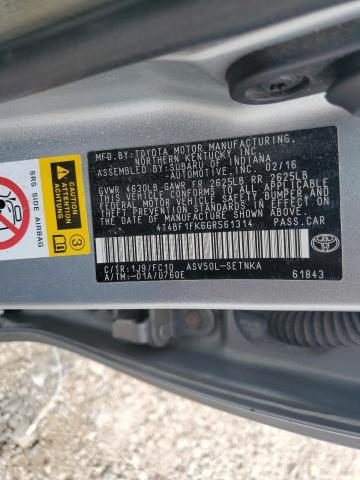 MFD.BY:TOYOTA MOTOR MANUFACTURING,
NORTHERN KENTUCKY, INC.
ASSEMBLED BY:SUBARU OF INDIANA
AUTOMOTIVE, INC. 02/16
GVWR 4630LB GAWR FR 2625LB RR 2625LB
THIS VEHICLE CONFORMS TO ALL APPLICABLE
FEDERAL MOTOR VEHICLE SAFETY, BUMPER, AND
THEFT PREVENTION STANDARDS IN EFFECT ON
THE DATE OF MANUFACTURE SHOWN ABOVE.
4T4BF1FK6GR561314 PASS.CAR
C/TR:1J9/FC10 ASV50L-SETNKA
A/TM:-01A/U760E 61843
TOYOTA
SRS SIDE AIRBAG
3